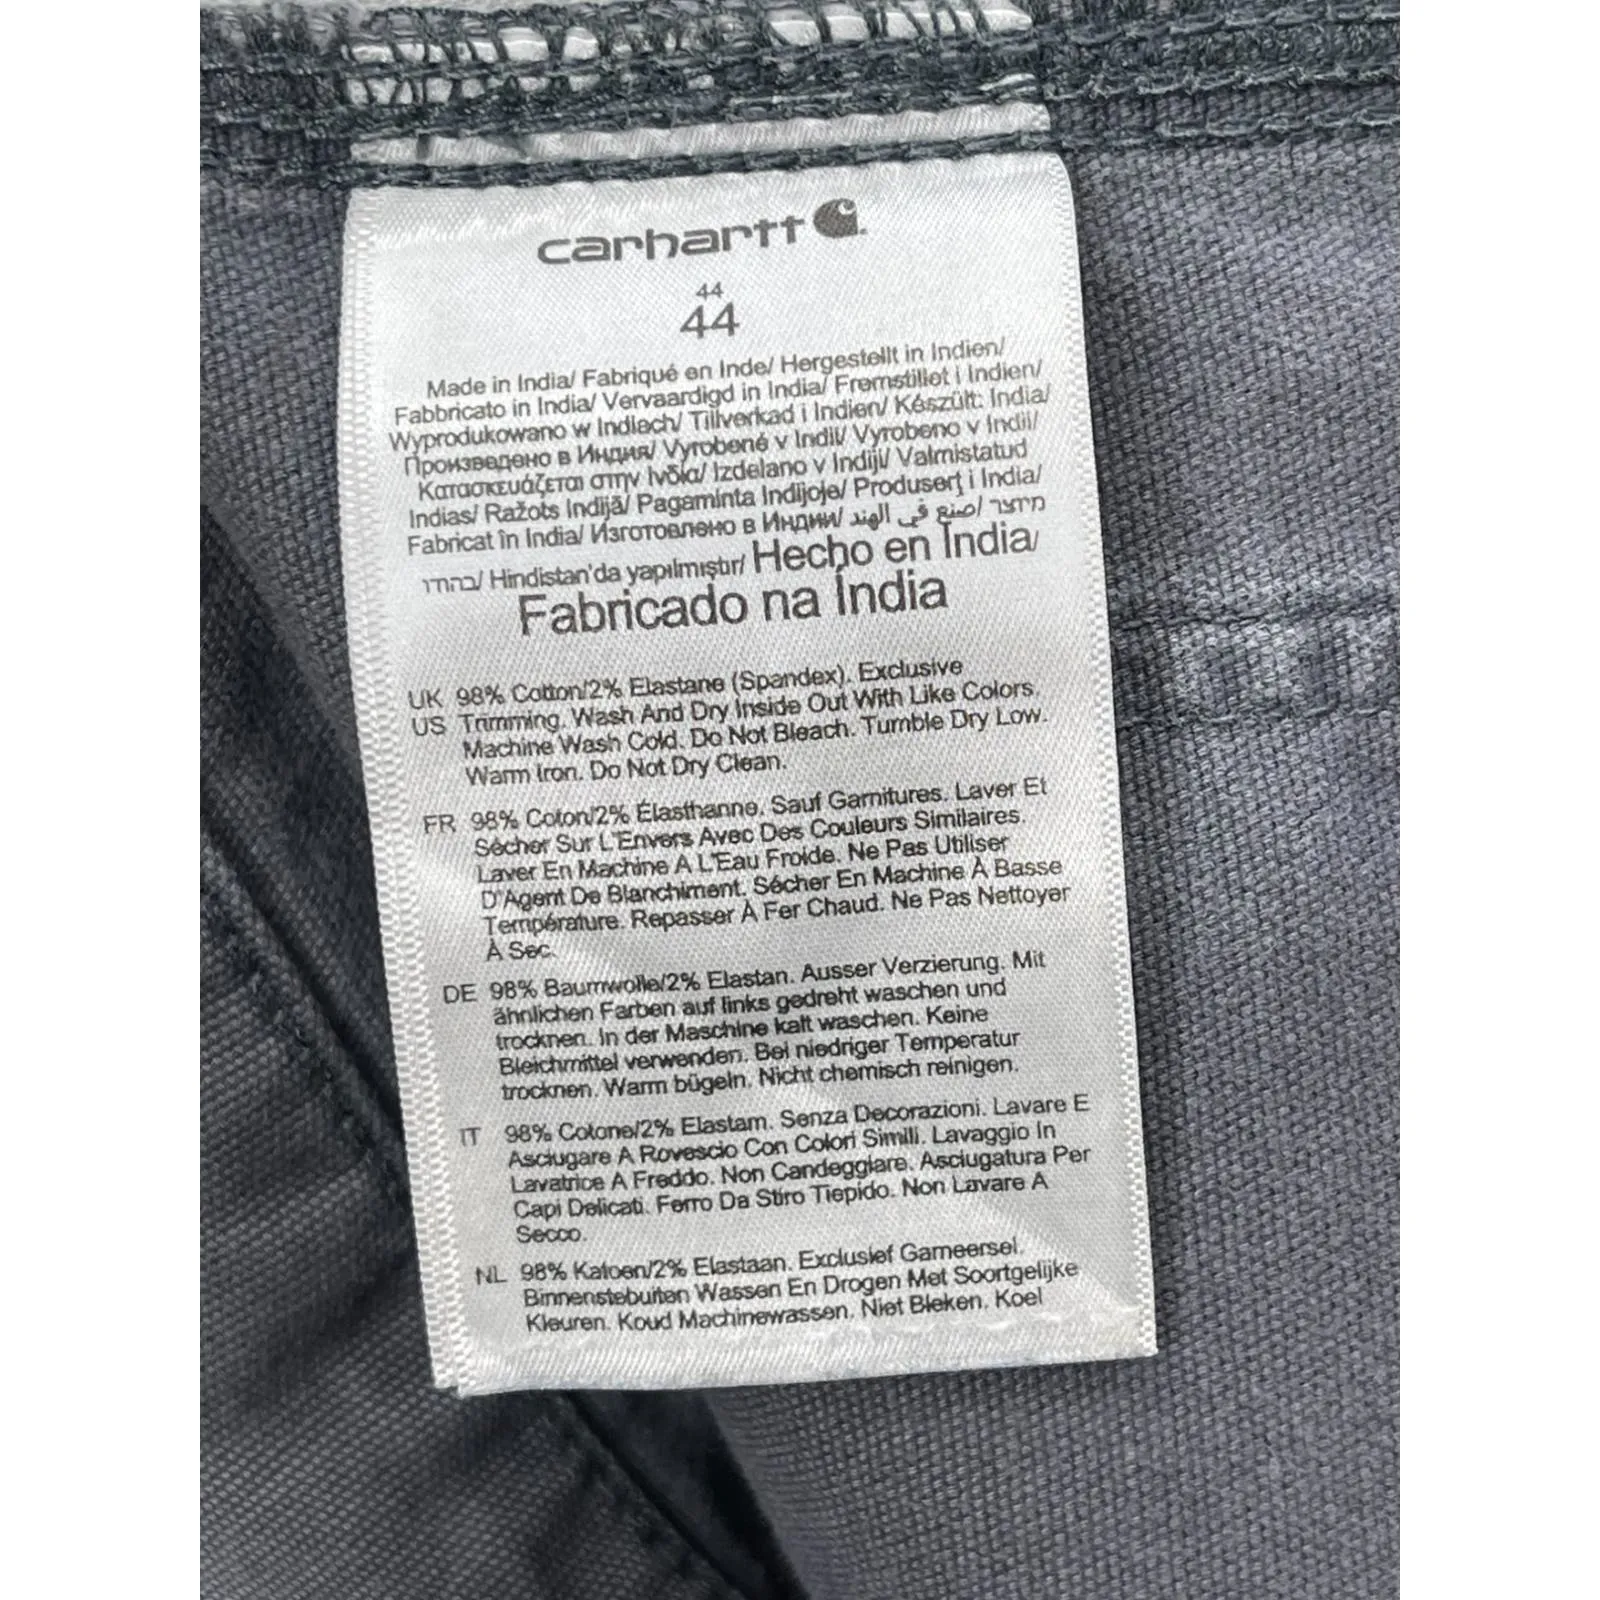 carhartt
44
44
Made in India/ Fabriqué en Inde/ Hergestellt in Indien/
Fabbricato in India/ Vervaardigd in India/ Fremstillet i Indien/
Wyprodukowano w Indiach/ Tillverkad i Indien/ Készült: India/
Произведено в Индия/ Vyrobené v Indii/ Vyrobeno v Indii/
Κατασκευάζεται στην Ινδία/ Izdelano v Indiji/ Valmistatud
Indias/ Ražots Indijā/ Pagaminta Indijoje/ Produserț i India/
Fabricat în India/ Изготовлено в Индии/ صنع في الهند/ מיוצר
בהודו/ Hindistan'da yapılmıştır/ Hecho en India/
Fabricado na Índia
UK 98% Cotton/2% Elastane (Spandex). Exclusive
US Trimming. Wash And Dry Inside Out With Like Colors.
Machine Wash Cold. Do Not Bleach. Tumble Dry Low.
Warm Iron. Do Not Dry Clean.
FR 98% Coton/2% Élasthanne. Sauf Garnitures. Laver Et
Sécher Sur L'Envers Avec Des Couleurs Similaires.
Laver En Machine A L'Eau Froide. Ne Pas Utiliser
D'Agent De Blanchiment. Sécher En Machine À Basse
Température. Repasser À Fer Chaud. Ne Pas Nettoyer
À Sec.
DE 98% Baumwolle/2% Elastan. Ausser Verzierung. Mit
ähnlichen Farben auf links gedreht waschen und
trocknen. In der Maschine kalt waschen. Keine
Bleichmittel verwenden. Bei niedriger Temperatur
trocknen. Warm bügeln. Nicht chemisch reinigen.
IT 98% Cotone/2% Elastam. Senza Decorazioni. Lavare E
Asciugare A Rovescio Con Colori Simili. Lavaggio In
Lavatrice A Freddo. Non Candeggiare. Asciugatura Per
Capi Delicati. Ferro Da Stiro Tiepido. Non Lavare A
Secco.
NL 98% Katoen/2% Elastaan. Exclusief Garneersel.
Binnenstebuiten Wassen En Drogen Met Soortgelijke
Kleuren. Koud Machinewassen. Niet Bleken. Koel